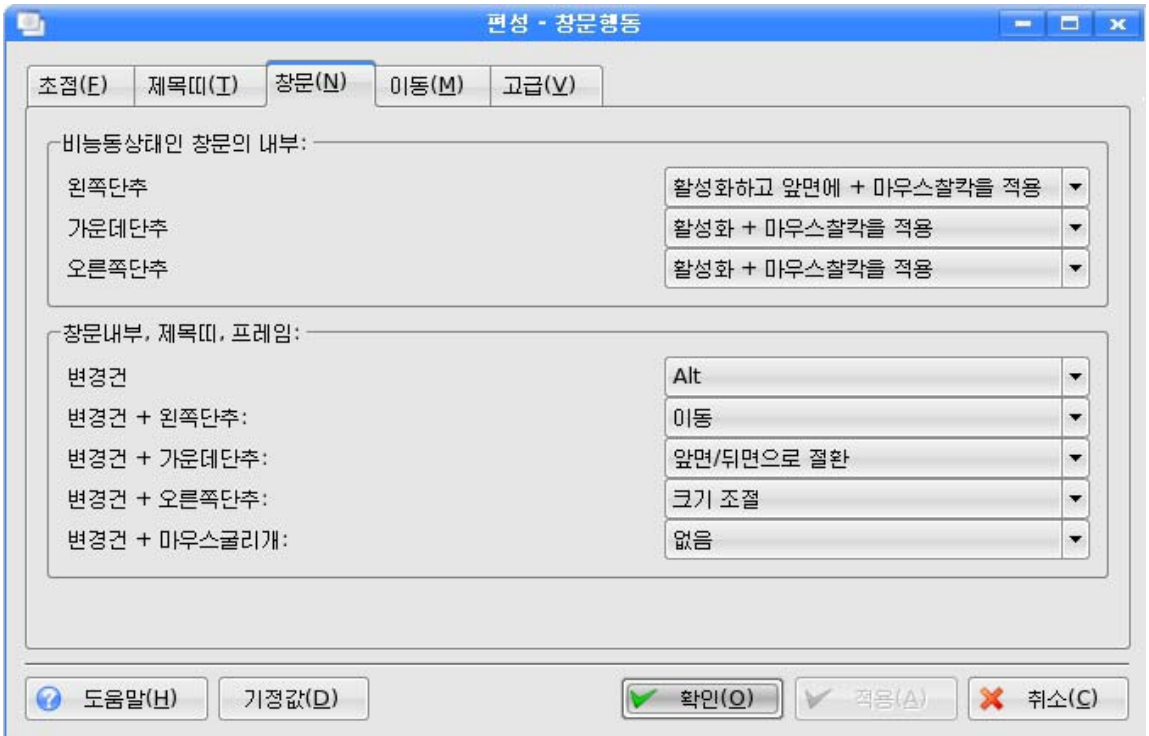 편성 - 창문행동
초점(F) 제목띠(T) 창문(N) 이동(M) 고급(V)
비능동상태인 창문의 내부:
왼쪽단추 활성화하고 앞면에 + 마우스찰칵을 적용
가운데단추 활성화 + 마우스찰칵을 적용
오른쪽단추 활성화 + 마우스찰칵을 적용
창문내부, 제목띠, 프레임:
변경건 Alt
변경건 + 왼쪽단추: 이동
변경건 + 가운데단추: 앞면/뒤면으로 절환
변경건 + 오른쪽단추: 크기 조절
변경건 + 마우스굴리개: 없음
도움말(H) 기정값(D) 확인(O) 적용(A) 취소(C)